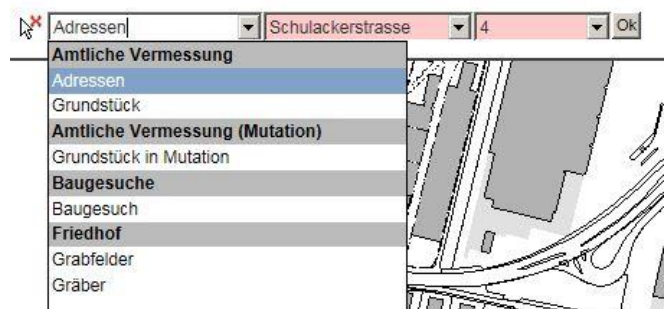 Adressen Schulackerstrasse 4 Ok
Amtliche Vermessung
Adressen
Grundstück
Amtliche Vermessung (Mutation)
Grundstück in Mutation
Baugesuche
Baugesuch
Friedhof
Grabfelder
Gräber